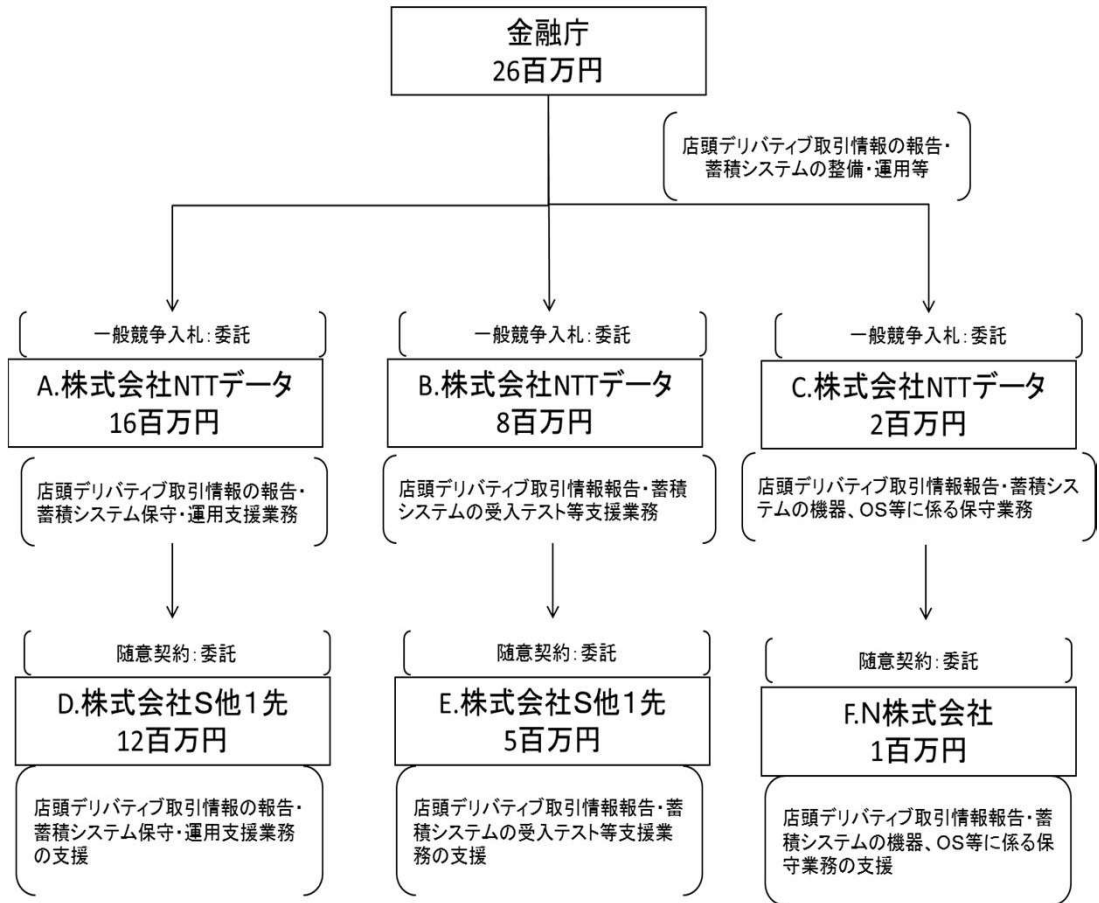 金融庁
26百万円
店頭デリバティブ取引情報の報告・
蓄積システムの整備・運用等
一般競争入札：委託
A.株式会社NTTデータ
16百万円
店頭デリバティブ取引情報の報告・
蓄積システム保守・運用支援業務
一般競争入札：委託
B.株式会社NTTデータ
8百万円
店頭デリバティブ取引情報報告・蓄積
システムの受入テスト等支援業務
一般競争入札：委託
C.株式会社NTTデータ
2百万円
店頭デリバティブ取引情報報告・蓄積シス
テムの機器、OS等に係る保守業務
随意契約：委託
D.株式会社S他１先
12百万円
店頭デリバティブ取引情報の報告・
蓄積システム保守・運用支援業務
の支援
随意契約：委託
E.株式会社S他１先
5百万円
店頭デリバティブ取引情報報告・蓄
積システムの受入テスト等支援業
務の支援
随意契約：委託
F.N株式会社
1百万円
店頭デリバティブ取引情報報告・蓄
積システムの機器、OS等に係る保
守業務の支援